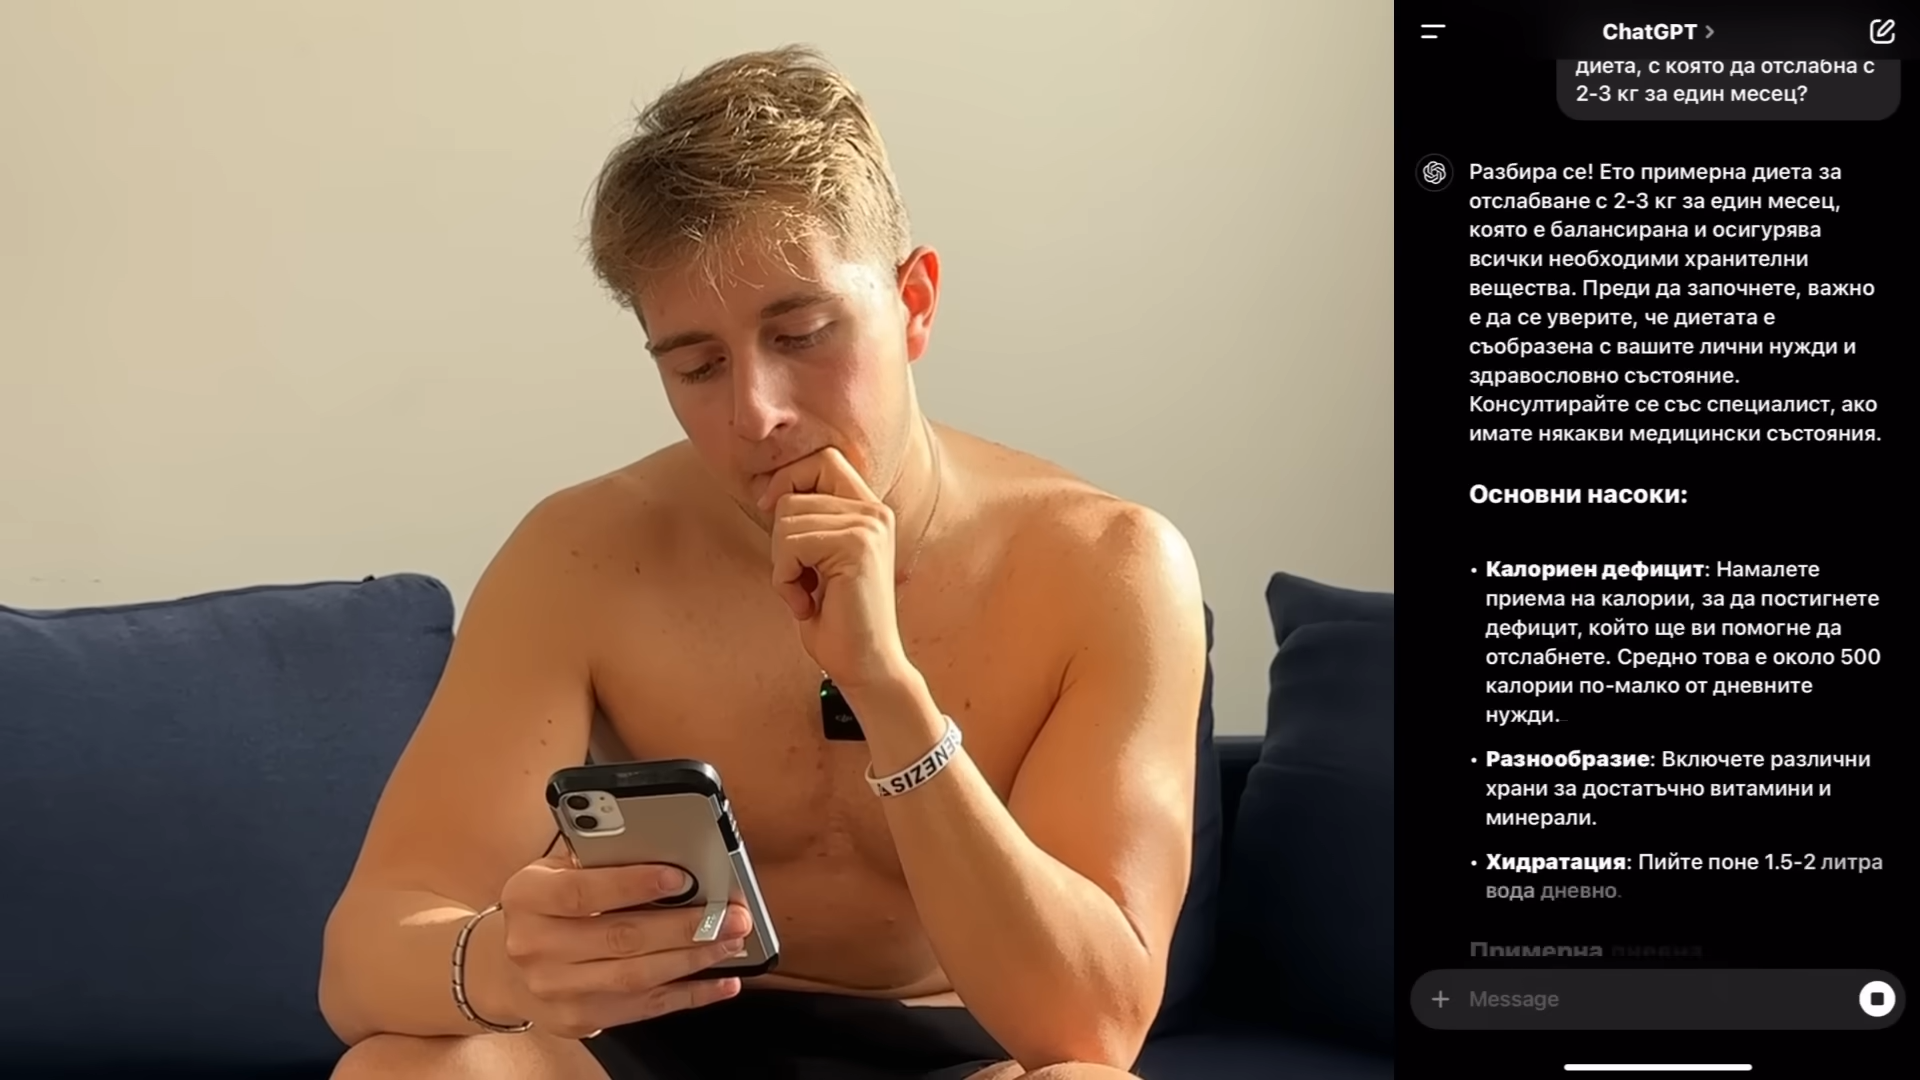 ChatGPT
диета, с която да отслабна с
2-3 кг за един месец?
Разбира се! Ето примерна диета за
отслабване с 2-3 кг за един месец,
която е балансирана и осигурява
всички необходими хранителни
вещества. Преди да започнете, важно
е да се уверите, че диетата е
съобразена с вашите лични нужди и
здравословно състояние.
Консултирайте се със специалист, ако
имате някакви медицински състояния.
Основни насоки:
• Калориен дефицит: Намалете
приема на калории, за да постигнете
дефицит, който ще ви помогне да
отслабнете. Средно това е около 500
калории по-малко от дневните
нужди.
• Разнообразие: Включете различни
храни за достатъчно витамини и
минерали.
• Хидратация: Пийте поне 1.5-2 литра
вода дневно.
Примерна дневна
Message
ENEZIS
dji